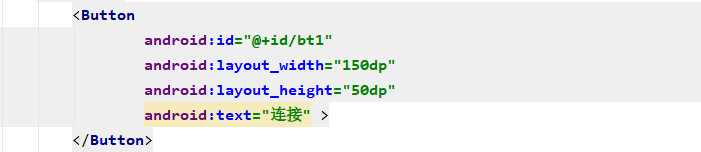 <Button
android:id="@+id/bt1"
android:layout_width="150dp"
android:layout_height="50dp"
android:text="连接" >
</Button>